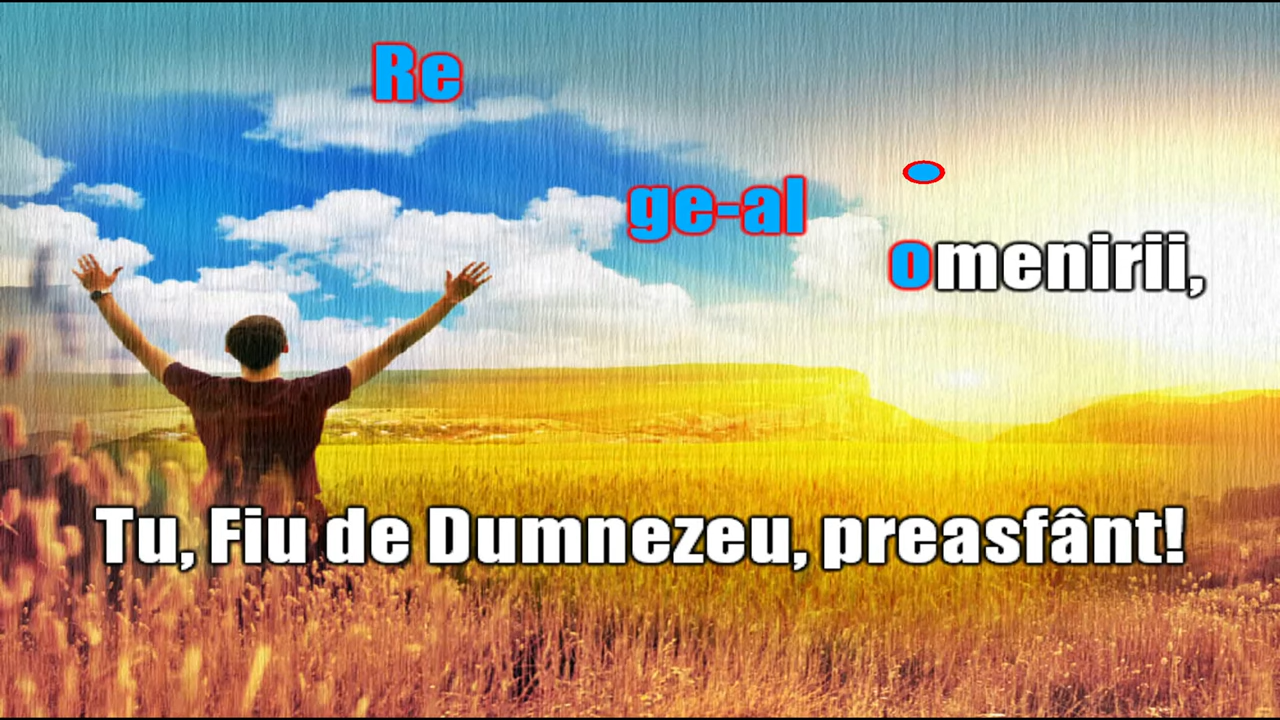 Re
ge-al
omenirii,
Tu, Fiu de Dumnezeu, preasfânt!